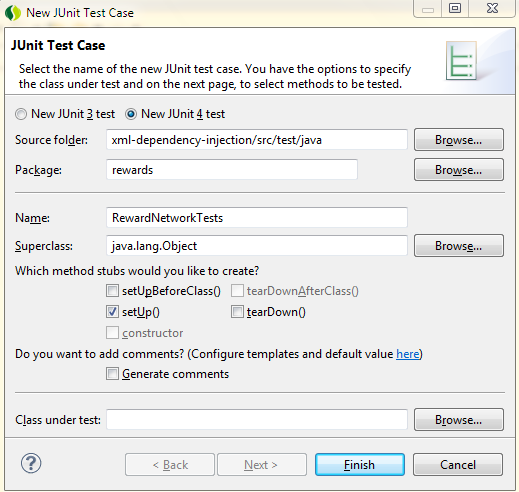 New JUnit Test Case
JUnit Test Case
Select the name of the new JUnit test case. You have the options to specify
the class under test and on the next page, to select methods to be tested.
New JUnit 3 test New JUnit 4 test
Source folder: xml-dependency-injection/src/test/java Browse...
Package: rewards Browse...
Name: RewardNetworkTests
Superclass: java.lang.Object Browse...
Which method stubs would you like to create?
setUpBeforeClass() tearDownAfterClass()
setUp() tearDown()
constructor
Do you want to add comments? (Configure templates and default value here)
Generate comments
Class under test: Browse...
? < Back Next > Finish Cancel